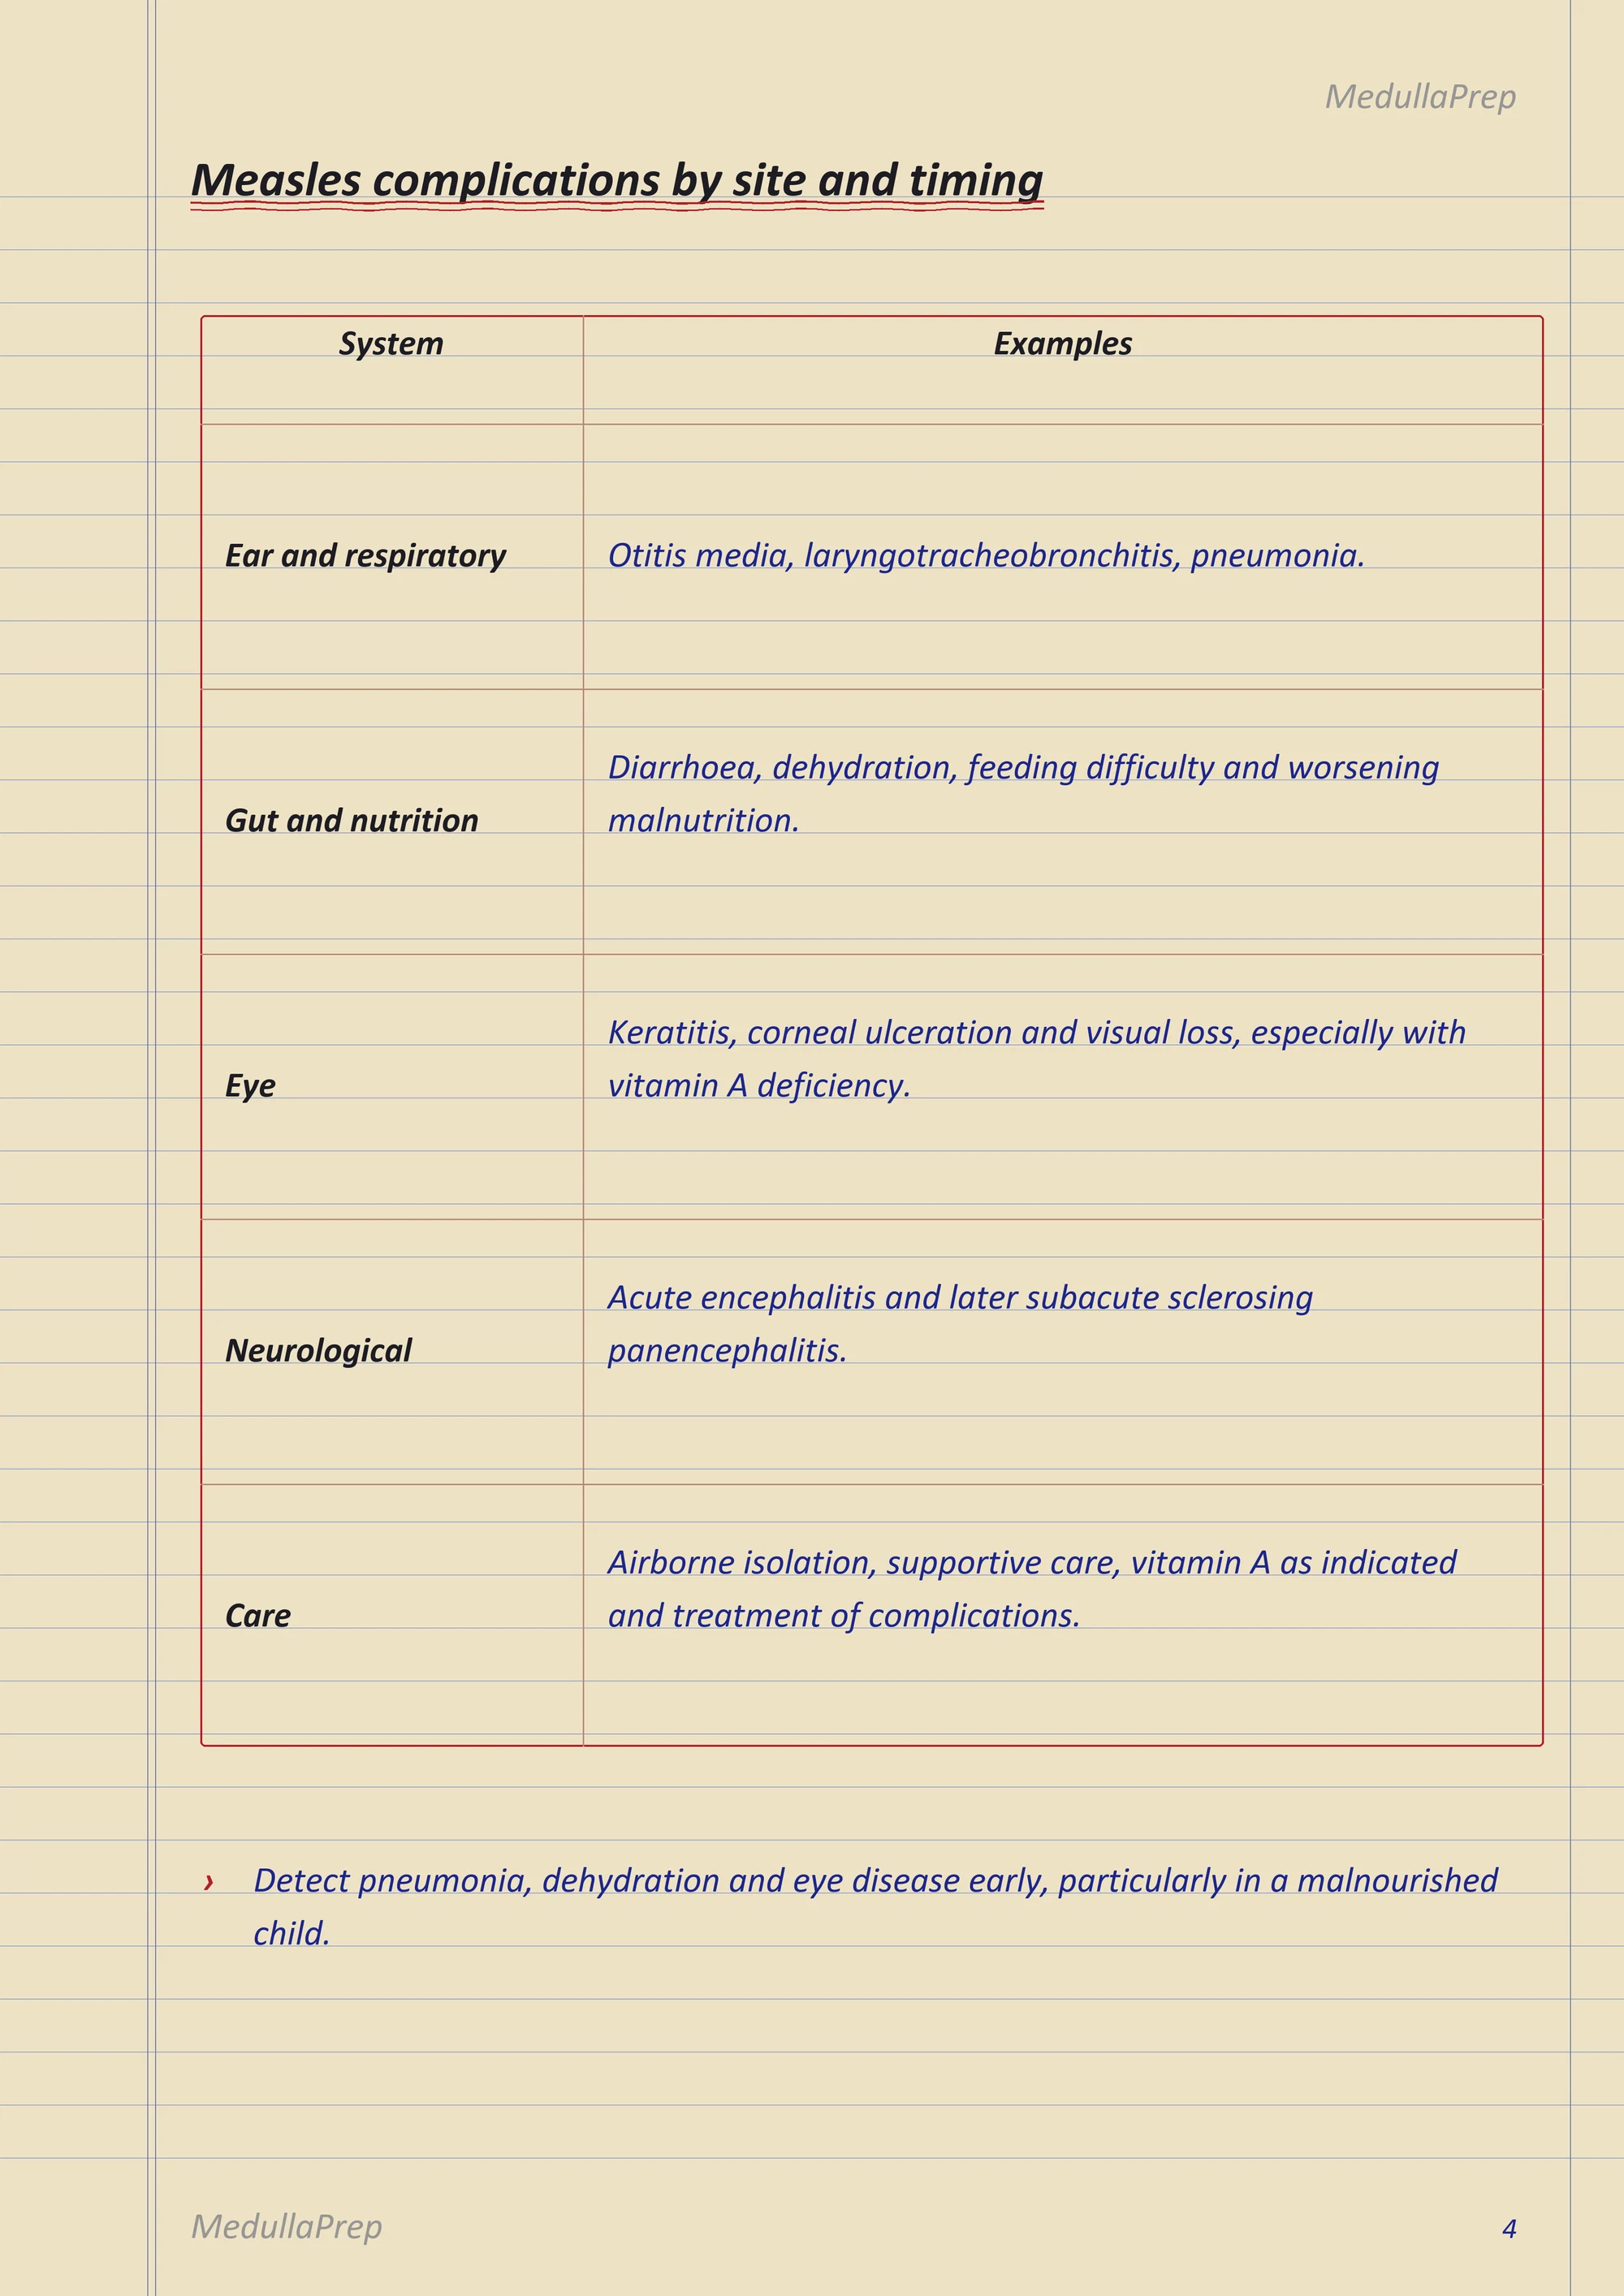 MedullaPrep
Measles complications by site and timing
System
Examples
Ear and respiratory
Otitis media, laryngotracheobronchitis, pneumonia.
Gut and nutrition
Diarrhoea, dehydration, feeding difficulty and worsening
malnutrition.
Eye
Keratitis, corneal ulceration and visual loss, especially with
vitamin A deficiency.
Neurological
Acute encephalitis and later subacute sclerosing
panencephalitis.
Care
Airborne isolation, supportive care, vitamin A as indicated
and treatment of complications.
› Detect pneumonia, dehydration and eye disease early, particularly in a malnourished
child.
MedullaPrep
4